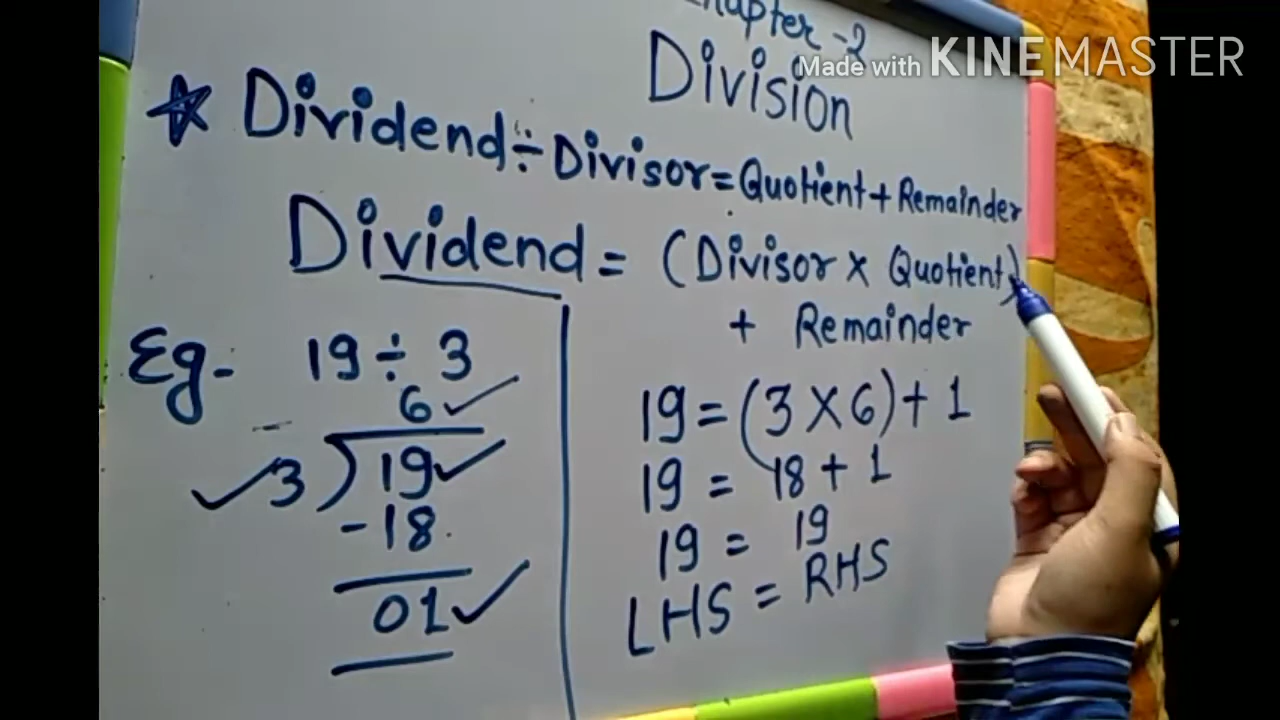 Chapter -2
Division
Made with KINEMASTER
☆ Dividend ÷ Divisor = Quotient + Remainder
Dividend = (Divisor × Quotient)
+ Remainder
Eg- 19 ÷ 3
6 ✓
✓ 3 ) 19 ✓
-18
01 ✓
19 = (3 × 6) + 1
19 = 18 + 1
19 = 19
LHS = RHS